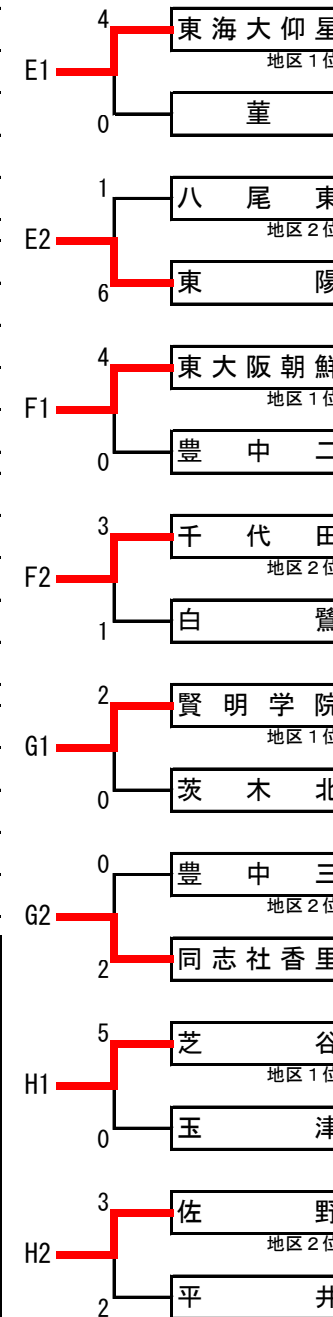 4
東海大仰星
地区１位
E1
菫
0
1
八尾東
地区２位
E2
東陽
6
4
東大阪朝鮮
地区１位
F1
豊中二
0
3
千代田
地区２位
F2
白鷺
1
2
賢明学院
地区１位
G1
茨木北
0
0
豊中三
地区２位
G2
同志社香里
2
5
芝谷
地区１位
H1
玉津
0
3
佐野
地区２位
H2
平井
2